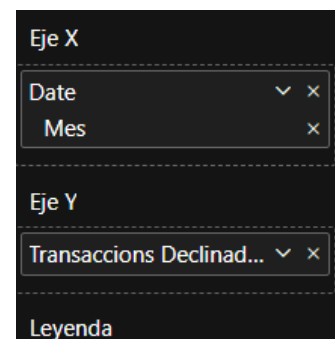 Eje X
Date
Mes
Eje Y
Transaccions Declinad...
Leyenda